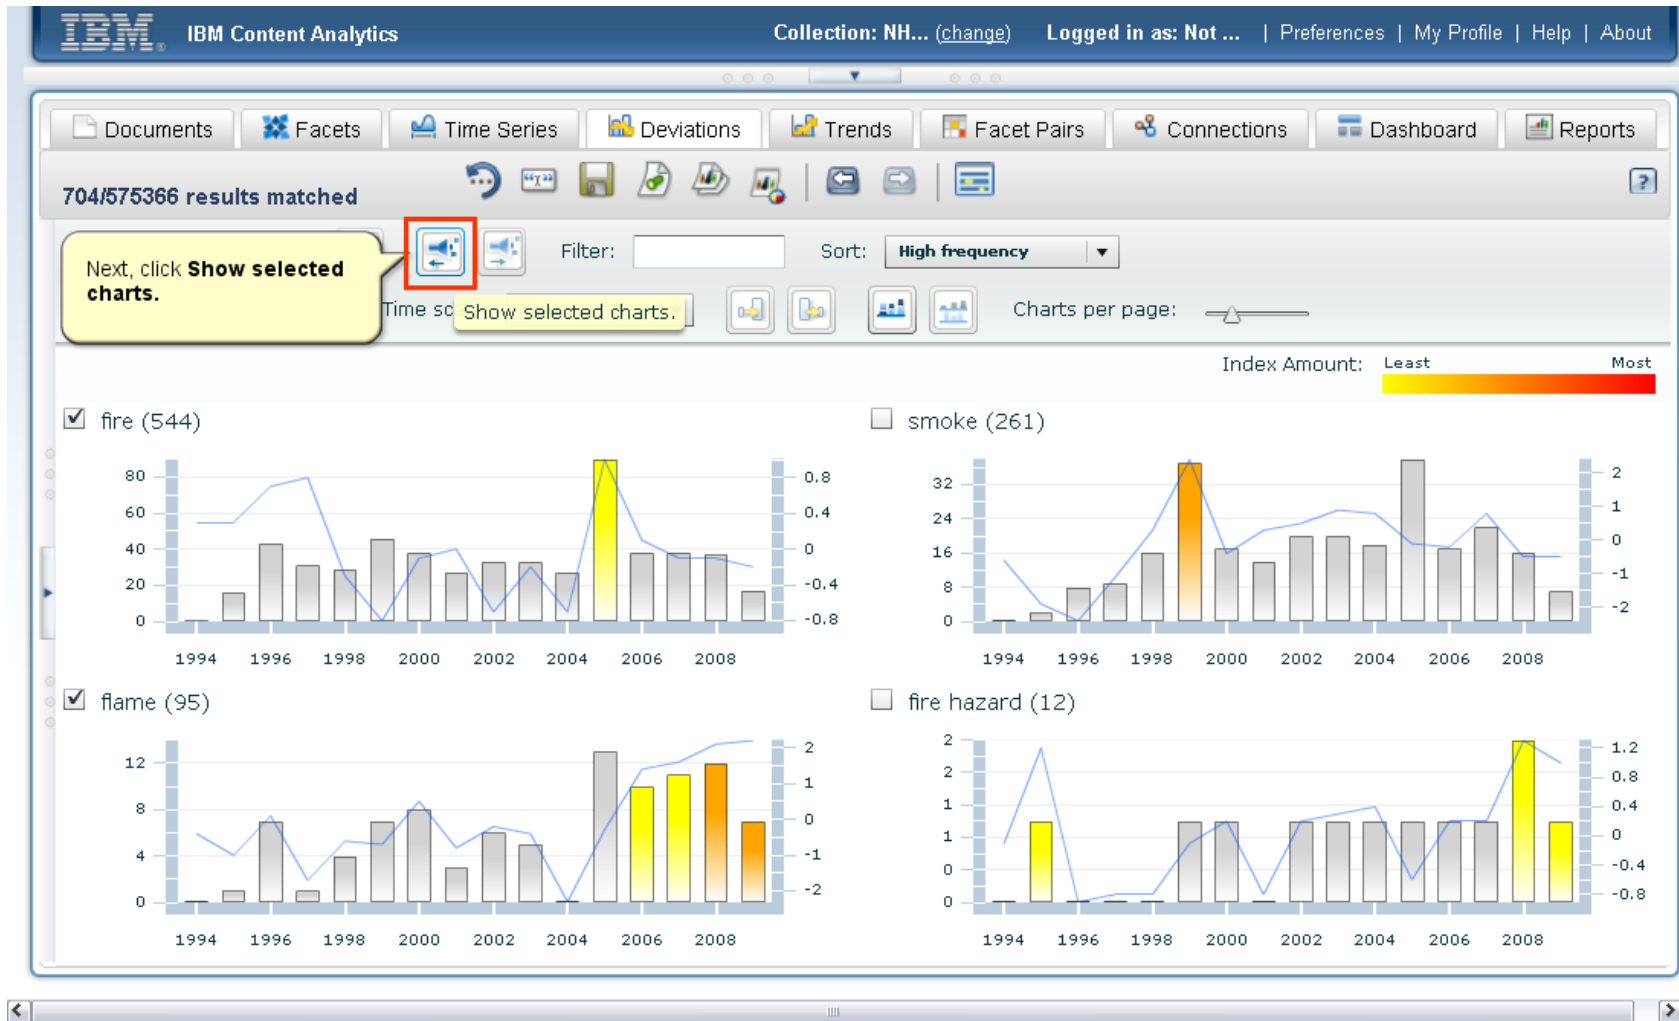 IBM® IBM Content Analytics Collection: NH... (change) Logged in as: Not ... | Preferences | My Profile | Help | About
Documents Facets Time Series Deviations Trends Facet Pairs Connections Dashboard Reports
704/575366 results matched
"T"
?
Next, click Show selected
charts.
Filter: Sort: High frequency
Time sc
Show selected charts.
Charts per page:
Index Amount: Least Most
fire (544)
80
60
40
20
0
0.8
0.4
0
-0.4
-0.8
1994 1996 1998 2000 2002 2004 2006 2008
smoke (261)
32
24
16
8
0
2
1
0
-1
-2
1994 1996 1998 2000 2002 2004 2006 2008
flame (95)
12
8
4
0
2
1
0
-1
-2
1994 1996 1998 2000 2002 2004 2006 2008
fire hazard (12)
2
2
1
1
0
0
1.2
0.8
0.4
0
-0.4
-0.8
1994 1996 1998 2000 2002 2004 2006 2008